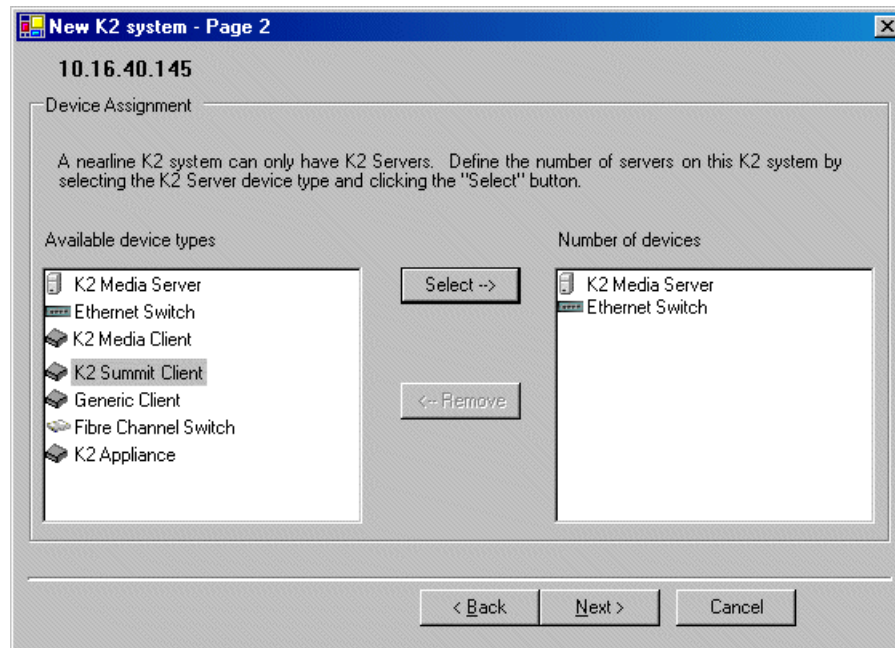 New K2 system - Page 2
10.16.40.145
Device Assignment
A nearline K2 system can only have K2 Servers. Define the number of servers on this K2 system by
selecting the K2 Server device type and clicking the "Select" button.
Available device types
Number of devices
K2 Media Server
Ethernet Switch
K2 Media Client
K2 Summit Client
Generic Client
Fibre Channel Switch
K2 Appliance
Select -->
<-- Remove
K2 Media Server
Ethernet Switch
< Back
Next >
Cancel